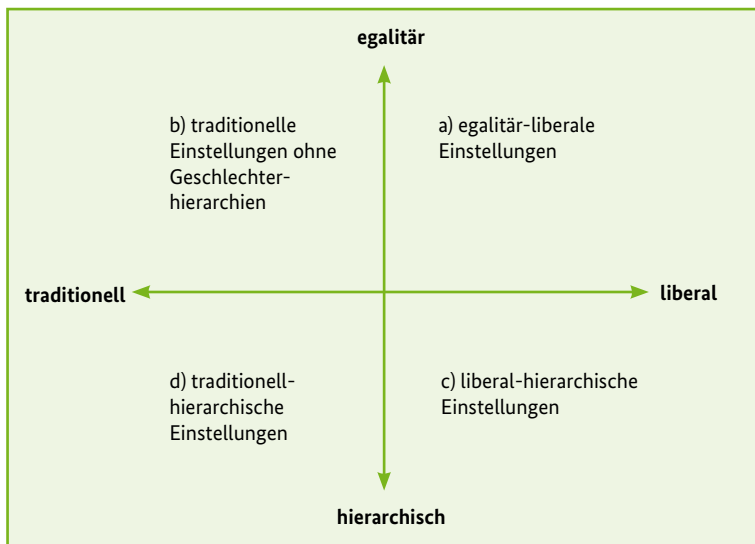 egalitär
b) traditionelle
Einstellungen ohne
Geschlechter-
hierarchien
a) egalitär-liberale
Einstellungen
traditionell
liberal
d) traditionell-
hierarchische
Einstellungen
c) liberal-hierarchische
Einstellungen
hierarchisch